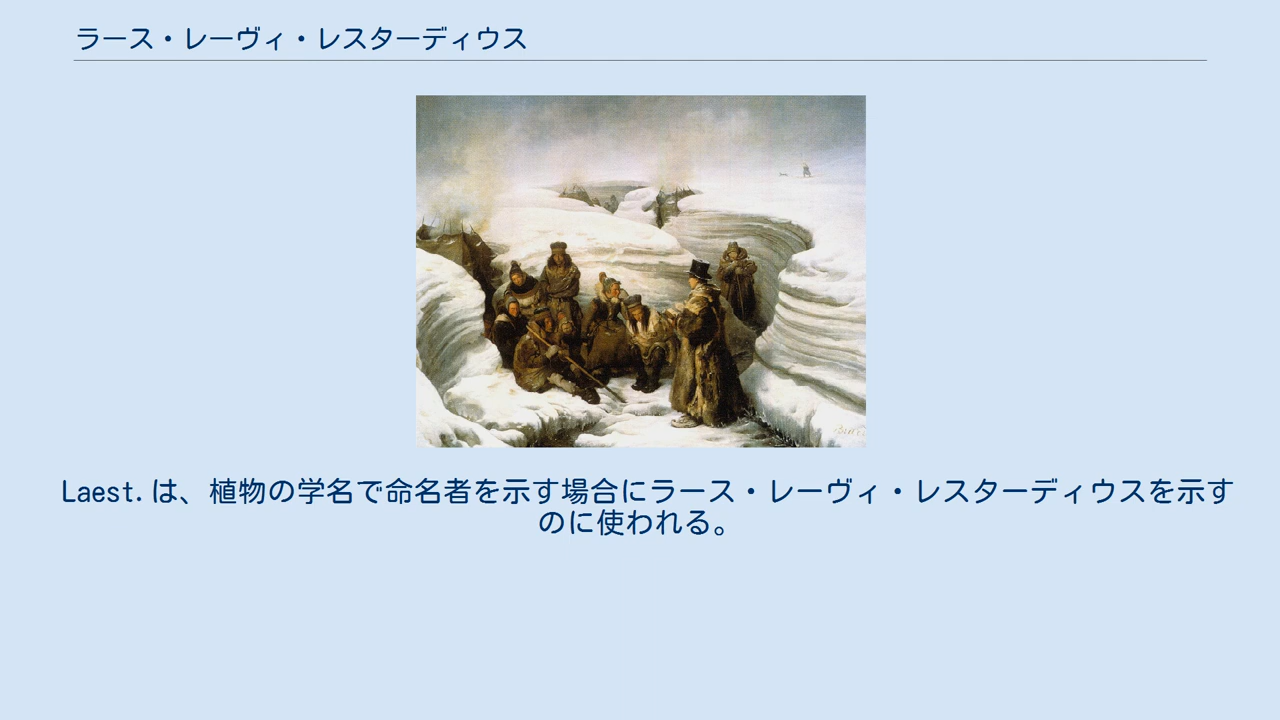 ラース・レーヴィ・レスターディウス
Laest.は、植物の学名で命名者を示す場合にラース・レーヴィ・レスターディウスを示す
のに使われる。